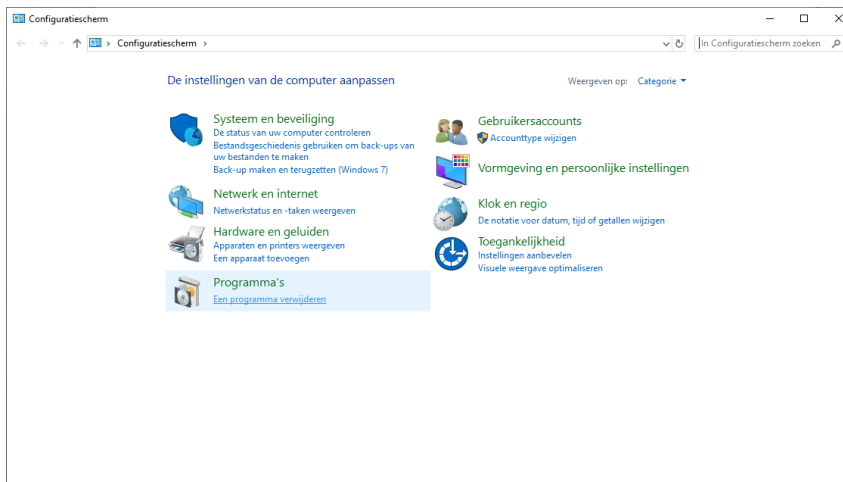 Configuratiescherm
Configuratiescherm
In Configuratiescherm zoeken
De instellingen van de computer aanpassen
Weergeven op: Categorie
Systeem en beveiliging
De status van uw computer controleren
Bestandsgeschiedenis gebruiken om back-ups van
uw bestanden te maken
Back-up maken en terugzetten (Windows 7)
Netwerk en internet
Netwerkstatus en -taken weergeven
Hardware en geluiden
Apparaten en printers weergeven
Een apparaat toevoegen
Programma's
Een programma verwijderen
Gebruikersaccounts
Accounttype wijzigen
Vormgeving en persoonlijke instellingen
Klok en regio
De notatie voor datum, tijd of getallen wijzigen
Toegankelijkheid
Instellingen aanbevelen
Visuele weergave optimaliseren